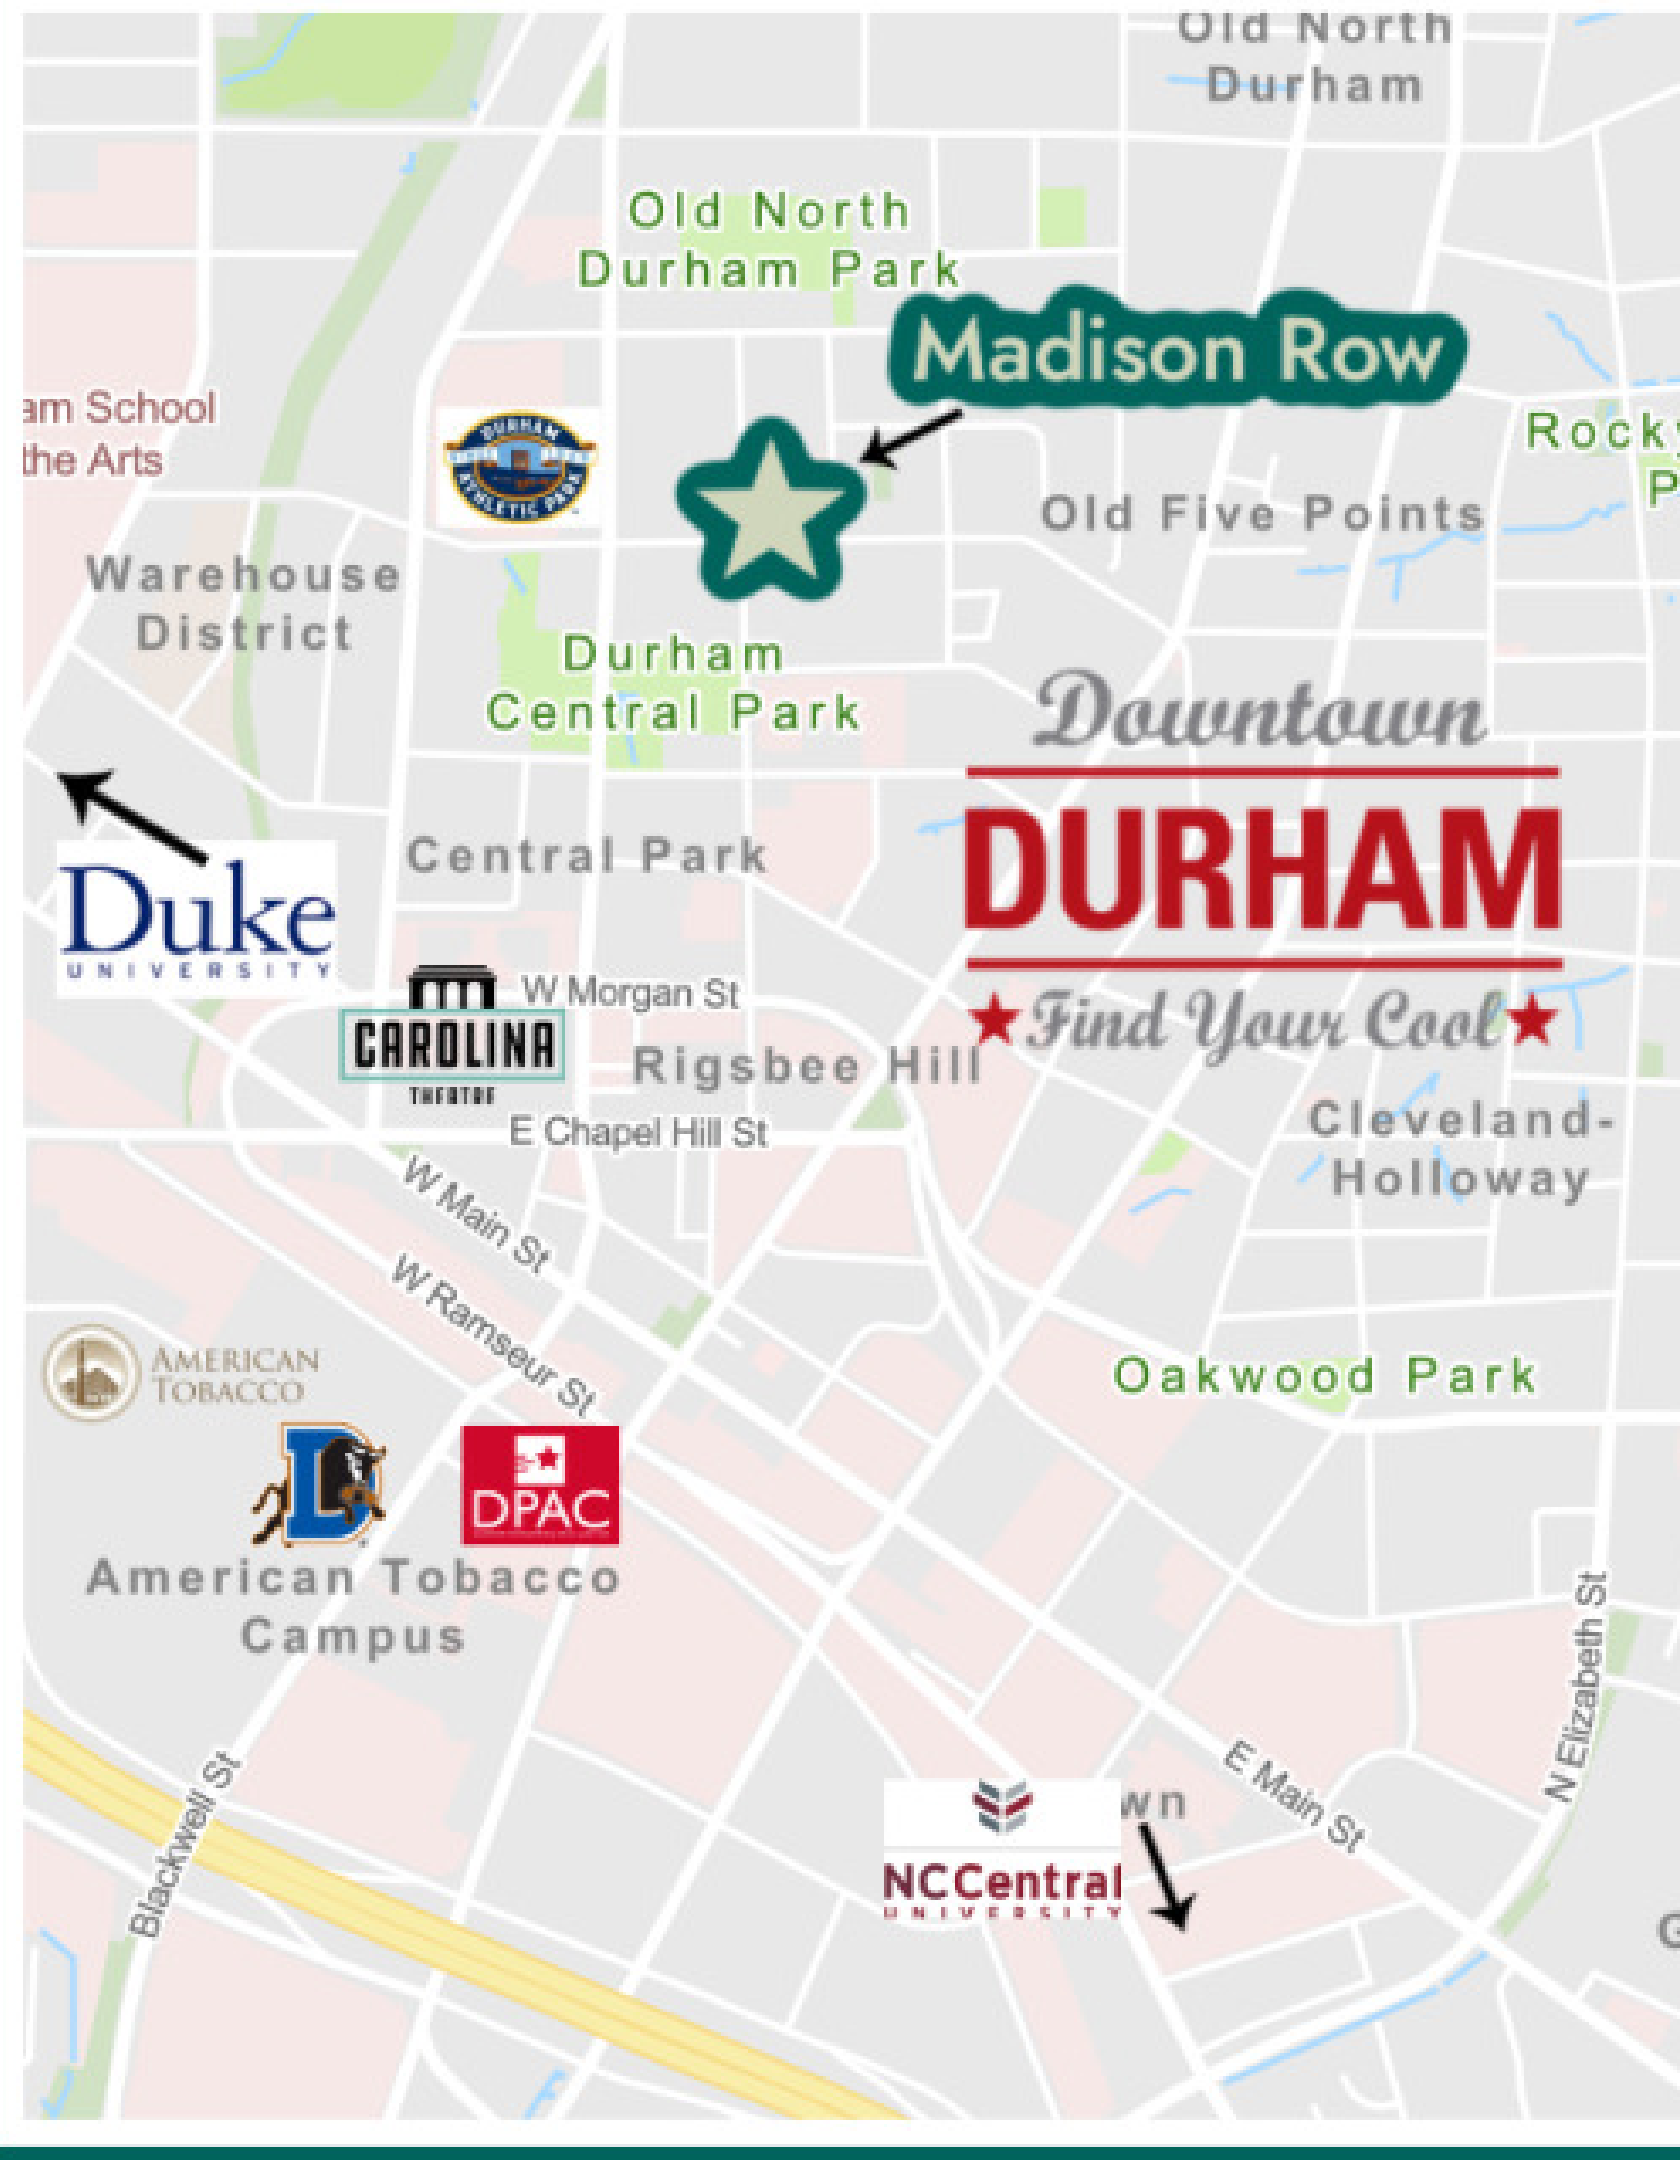 Old North
Durham
Old North
Durham Park
Madison Row
am School
the Arts
DURHAM
ATHLETIC PARK
Rocky
P
Old Five Points
Warehouse
District
Durham
Central Park
Downtown
DURHAM
Find Your Cool
Duke
UNIVERSITY
Central Park
W Morgan St
CAROLINA
THEATRE
Rigsbee Hill
E Chapel Hill St
Cleveland-
Holloway
W Main St
W Ramseur St
AMERICAN
TOBACCO
Oakwood Park
D
DPAC
American Tobacco
Campus
N Elizabeth St
E Main St
Blackwell St
wn
NCCentral
UNIVERSITY
G